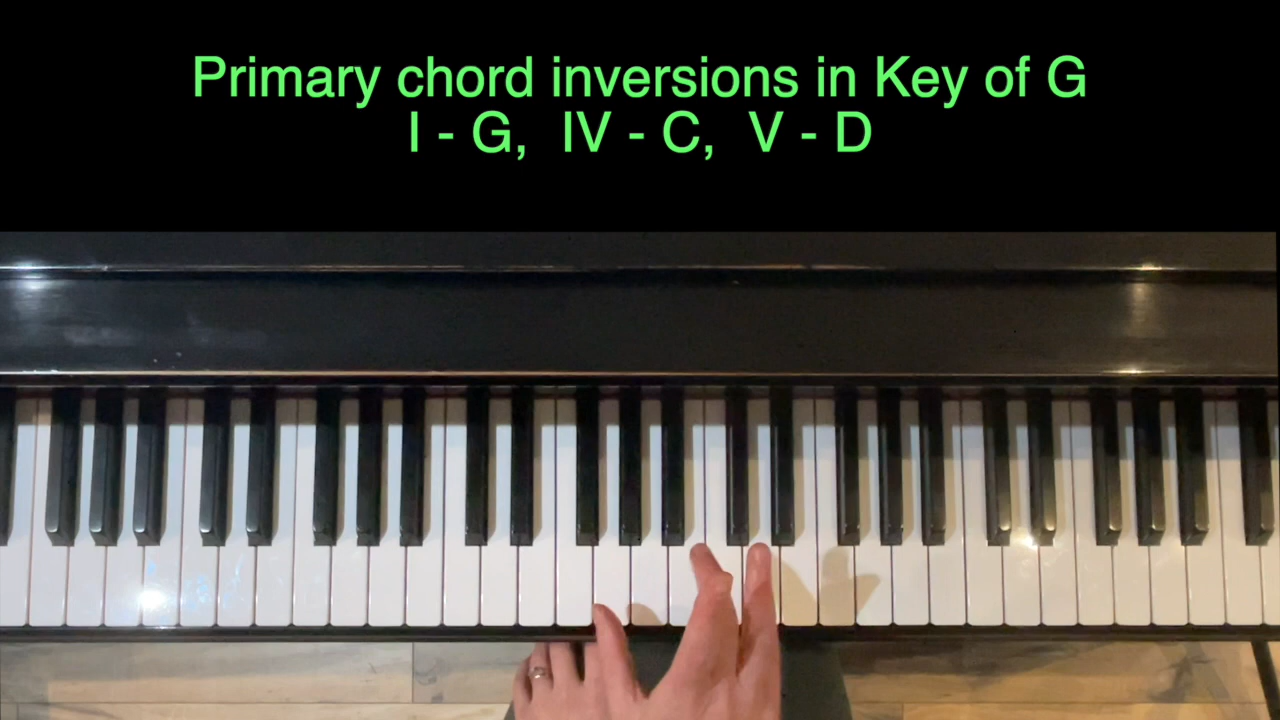 Primary chord inversions in Key of G
I - G,  IV - C,  V - D